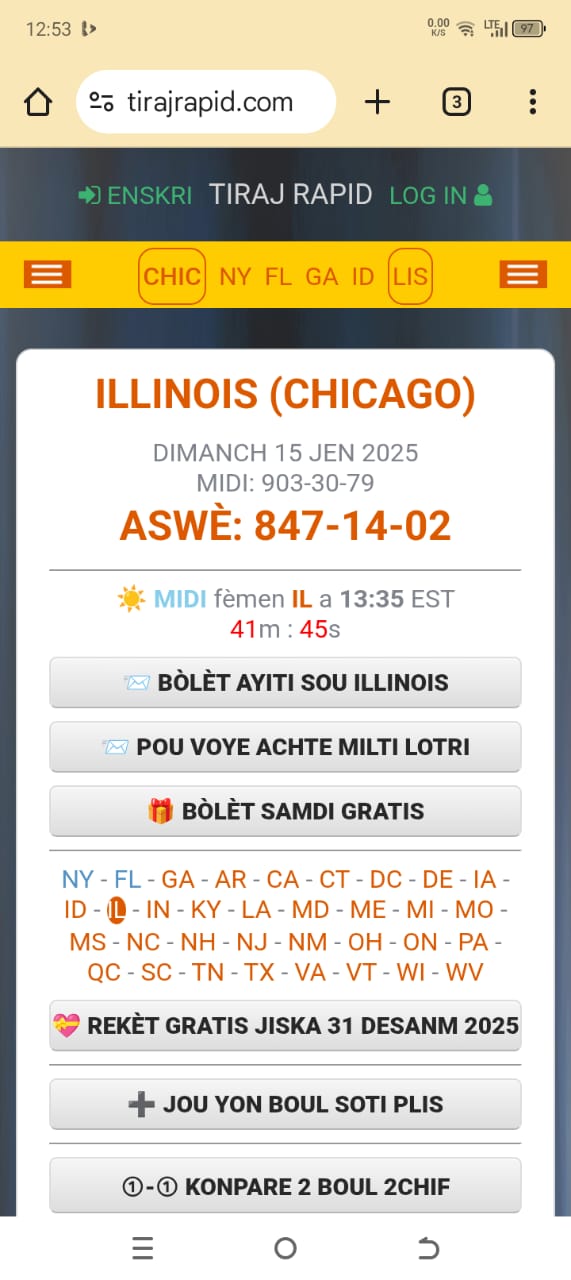 12:53
0.00 K/S LTE 97
tirajrapid.com
3
ENSKRI TIRAJ RAPID LOG IN
CHIC NY FL GA ID LIS
ILLINOIS (CHICAGO)
DIMANCH 15 JEN 2025
MIDI: 903-30-79
ASWÈ: 847-14-02
☀️ MIDI fèmen IL a 13:35 EST
41m : 45s
📨 BÒLÈT AYITI SOU ILLINOIS
📨 POU VOYE ACHTE MILTI LOTRI
🎁 BÒLÈT SAMDI GRATIS
NY - FL - GA - AR - CA - CT - DC - DE - IA -
ID - IL - IN - KY - LA - MD - ME - MI - MO -
MS - NC - NH - NJ - NM - OH - ON - PA -
QC - SC - TN - TX - VA - VT - WI - WV
💝 REKÈT GRATIS JISKA 31 DESANM 2025
➕ JOU YON BOUL SOTI PLIS
①-① KONPARE 2 BOUL 2CHIF